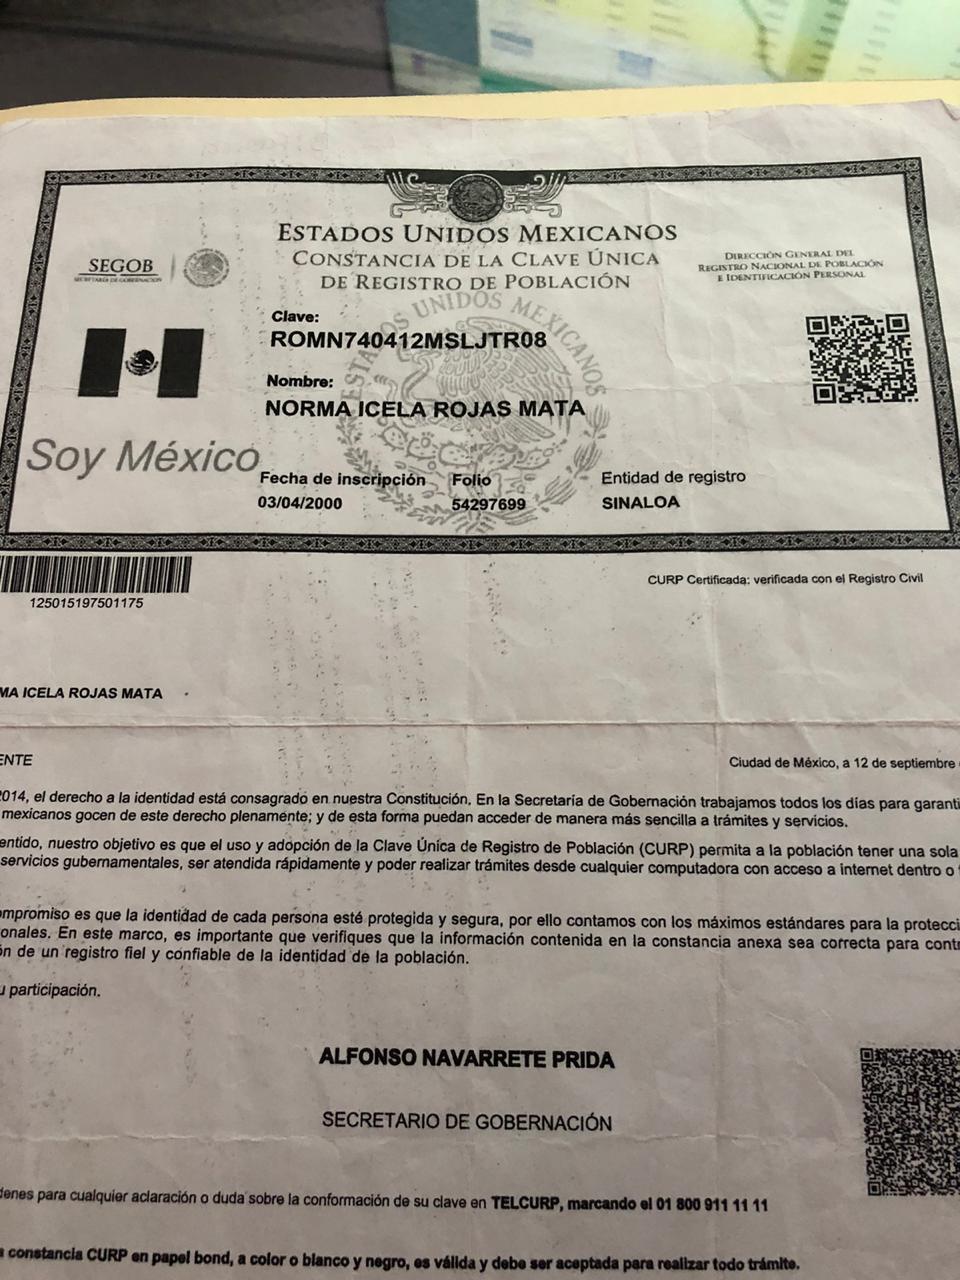 ESTADOS UNIDOS MEXICANOS
CONSTANCIA DE LA CLAVE ÚNICA
DE REGISTRO DE POBLACIÓN
SEGOB
SECRETARÍA DE GOBERNACIÓN
DIRECCIÓN GENERAL DEL
REGISTRO NACIONAL DE POBLACIÓN
E IDENTIFICACIÓN PERSONAL
Clave:
ROMN740412MSLJTR08
Nombre:
NORMA ICELA ROJAS MATA
ESTADOS UNIDOS MEXICANOS
Soy México
Fecha de inscripción Folio Entidad de registro
03/04/2000 54297699 SINALOA
125015197501175
CURP Certificada: verificada con el Registro Civil
MA ICELA ROJAS MATA
ENTE
Ciudad de México, a 12 de septiembre
2014, el derecho a la identidad está consagrado en nuestra Constitución. En la Secretaría de Gobernación trabajamos todos los días para garanti
mexicanos gocen de este derecho plenamente; y de esta forma puedan acceder de manera más sencilla a trámites y servicios.
entido, nuestro objetivo es que el uso y adopción de la Clave Única de Registro de Población (CURP) permita a la población tener una sola
servicios gubernamentales, ser atendida rápidamente y poder realizar trámites desde cualquier computadora con acceso a internet dentro o
ompromiso es que la identidad de cada persona esté protegida y segura, por ello contamos con los máximos estándares para la protecci
onales. En este marco, es importante que verifiques que la información contenida en la constancia anexa sea correcta para cont
ón de un registro fiel y confiable de la identidad de la población.
u participación.
ALFONSO NAVARRETE PRIDA
SECRETARIO DE GOBERNACIÓN
denes para cualquier aclaración o duda sobre la conformación de su clave en TELCURP, marcando el 01 800 911 11 11
a constancia CURP en papel bond, a color o blanco y negro, es válida y debe ser aceptada para realizar todo trámite.